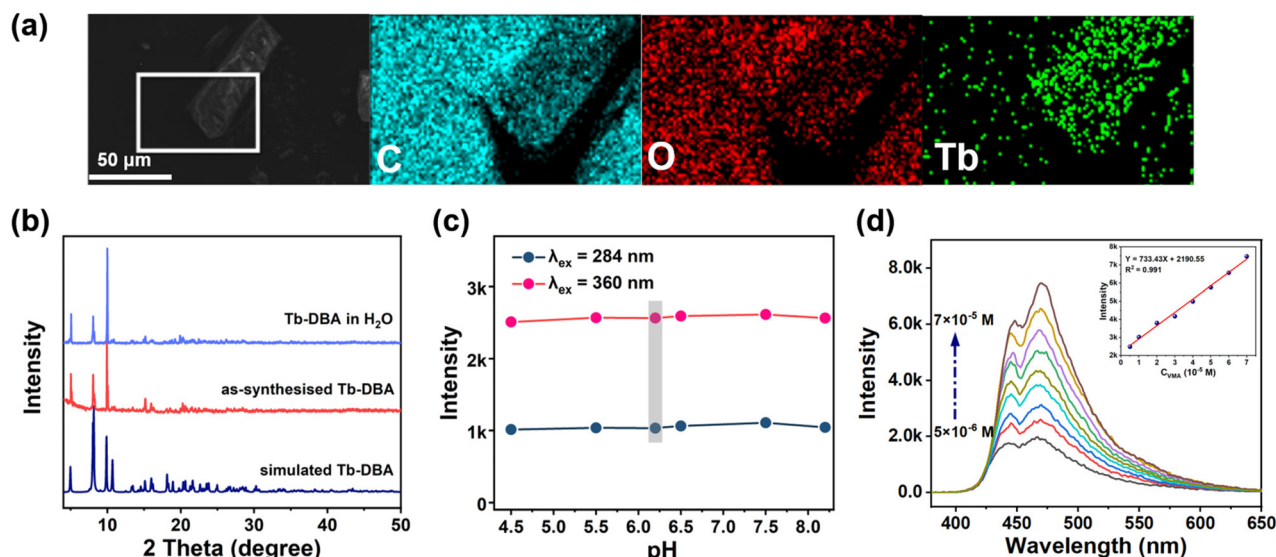 (a)
50 μm
C
O
Tb
(b)
Intensity
Tb-DBA in H₂O
as-synthesised Tb-DBA
simulated Tb-DBA
10
20
30
40
50
2 Theta (degree)
(c)
Intensity
λex = 284 nm
λex = 360 nm
3k
2k
1k
0
4.5
5.0
5.5
6.0
6.5
7.0
7.5
8.0
pH
(d)
Intensity
8.0k
6.0k
4.0k
2.0k
0.0
7×10⁻⁵ M
5×10⁻⁶ M
400
450
500
550
600
650
Wavelength (nm)
Y = 733.43X + 2190.55
R² = 0.991
Intensity
8k
7k
6k
5k
4k
3k
2k
0
1
2
3
4
5
6
7
CVMA (10⁻⁵ M)